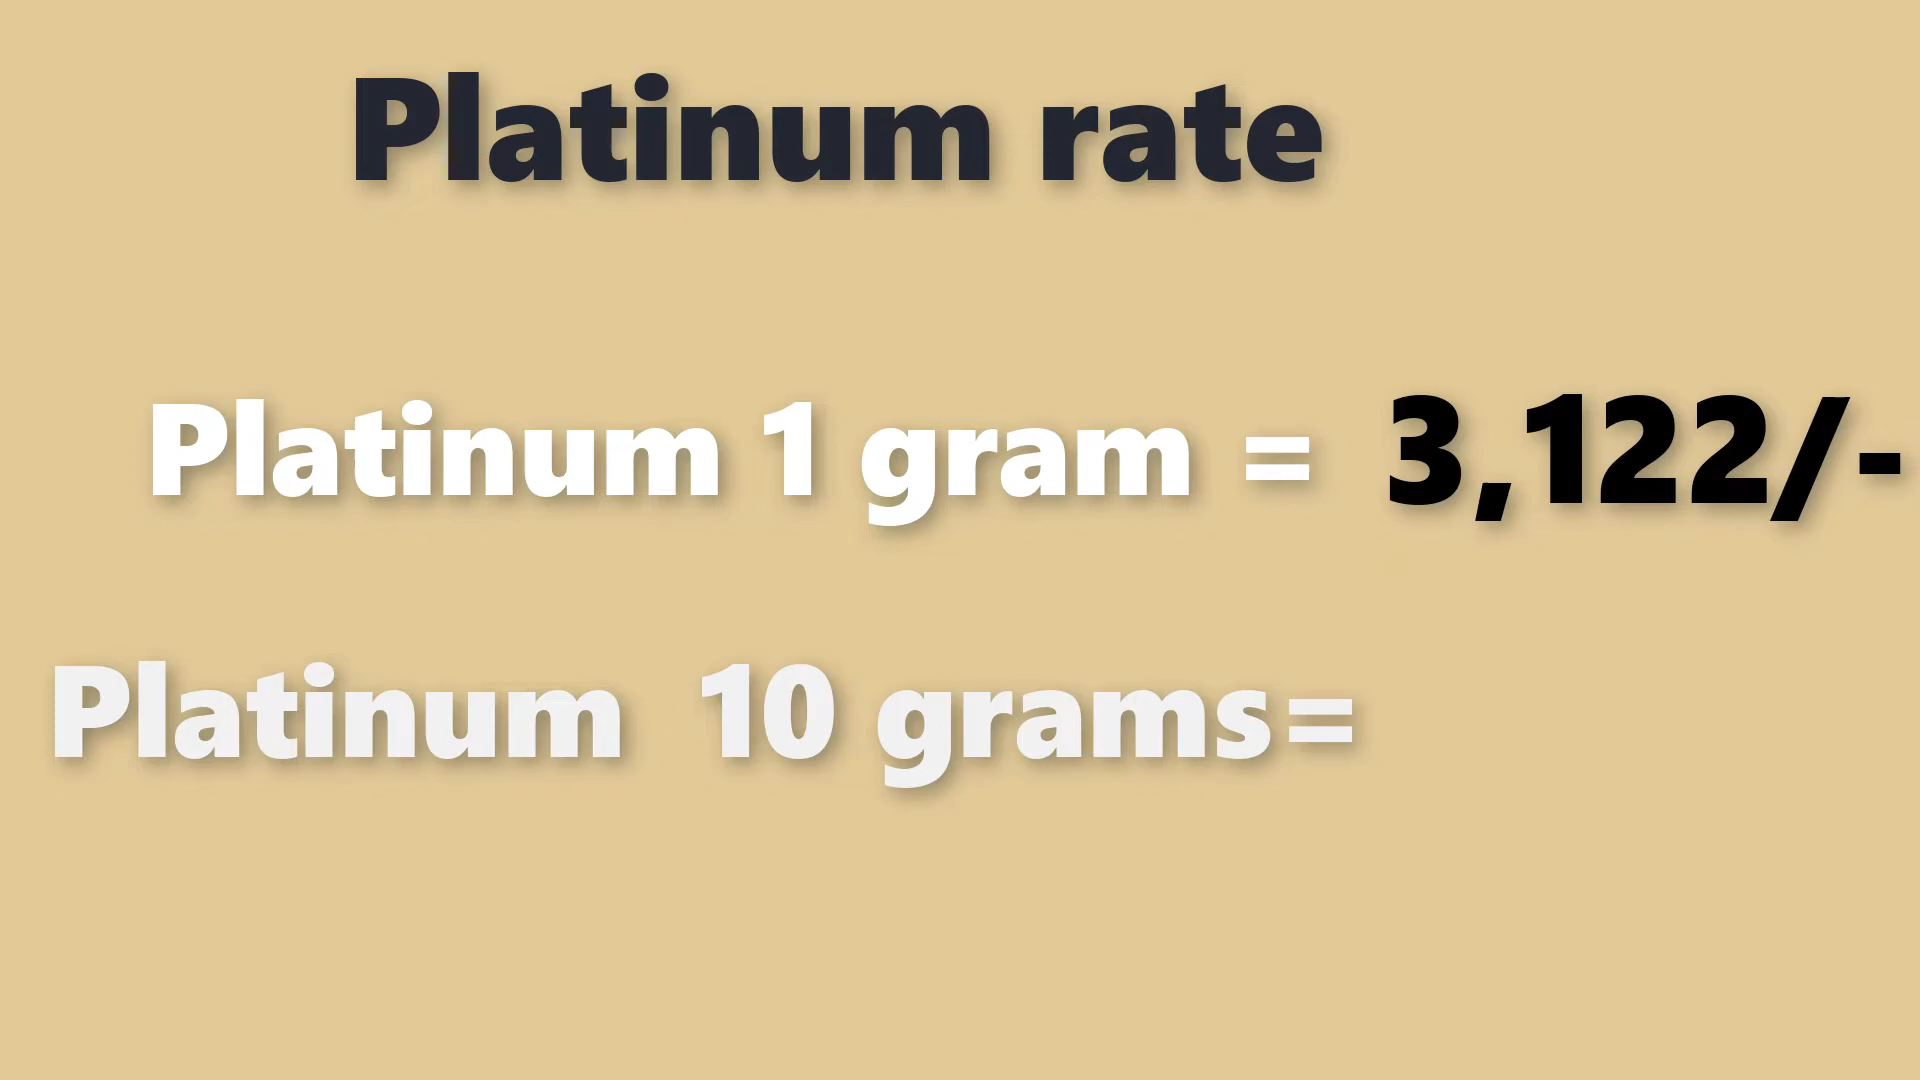 Platinum rate
Platinum 1 gram = 3,122/-
Platinum 10 grams=